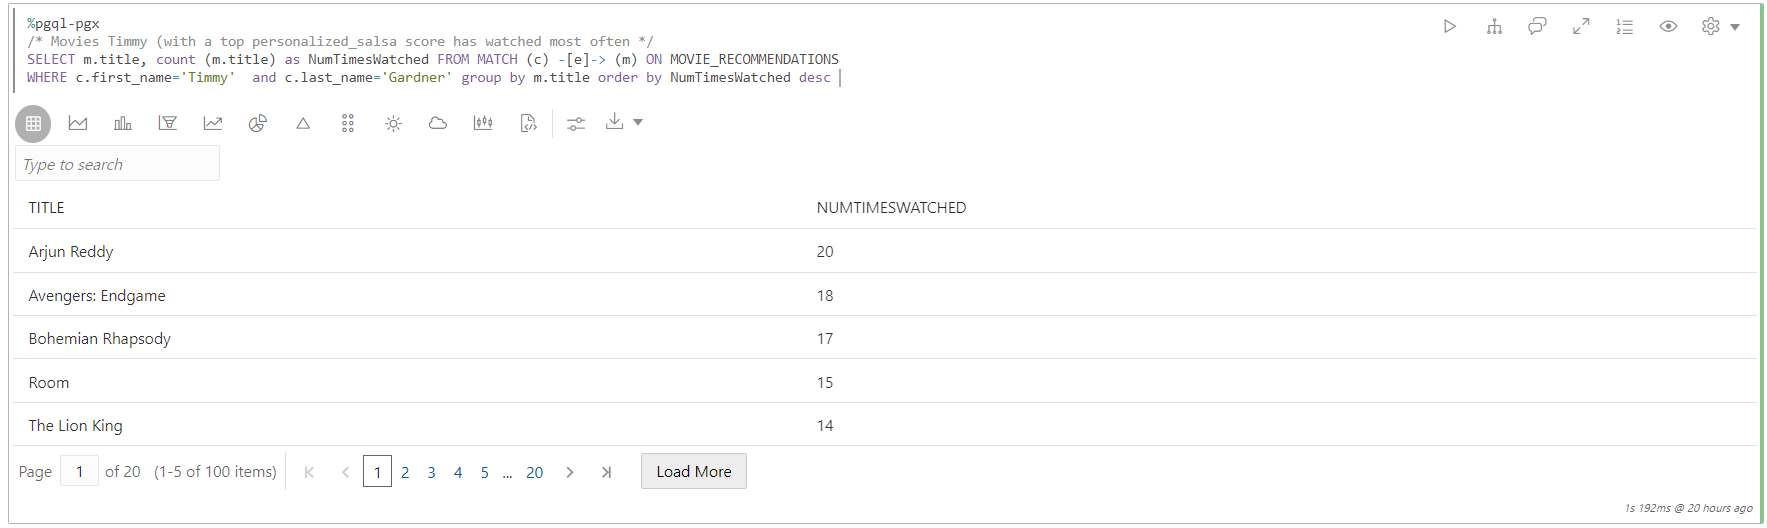 %pgql-pgx
/* Movies Timmy (with a top personalized_salsa score has watched most often */
SELECT m.title, count (m.title) as NumTimesWatched FROM MATCH (c) -[e]-> (m) ON MOVIE_RECOMMENDATIONS
WHERE c.first_name='Timmy'  and c.last_name='Gardner' group by m.title order by NumTimesWatched desc
Type to search
TITLE NUMTIMESWATCHED
Arjun Reddy 20
Avengers: Endgame 18
Bohemian Rhapsody 17
Room 15
The Lion King 14
Page 1 of 20 (1-5 of 100 items) 1 2 3 4 5 ... 20 Load More
1s 192ms @ 20 hours ago